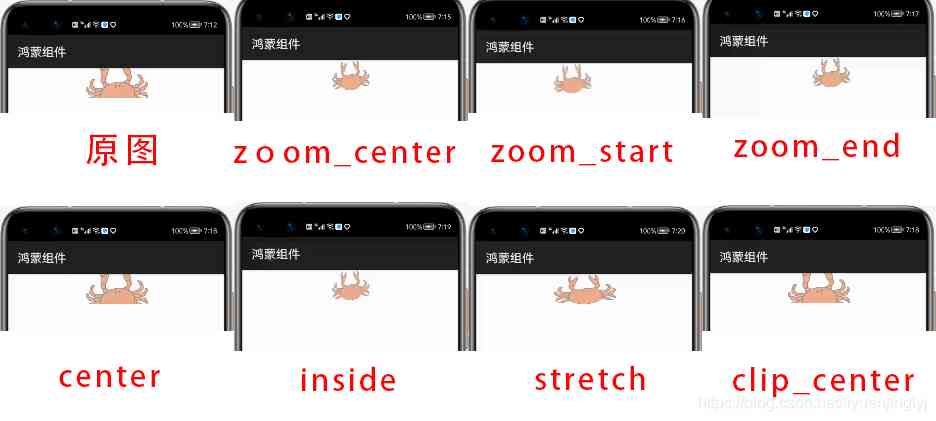 100% 7:12
鸿蒙组件
原图
100% 7:15
鸿蒙组件
zoom_center
100% 7:16
鸿蒙组件
zoom_start
100% 7:17
鸿蒙组件
zoom_end
100% 7:18
鸿蒙组件
center
100% 7:19
鸿蒙组件
inside
100% 7:20
鸿蒙组件
stretch
100% 7:18
鸿蒙组件
clip_center
https://blog.csdn.net/liyuanjinglyj